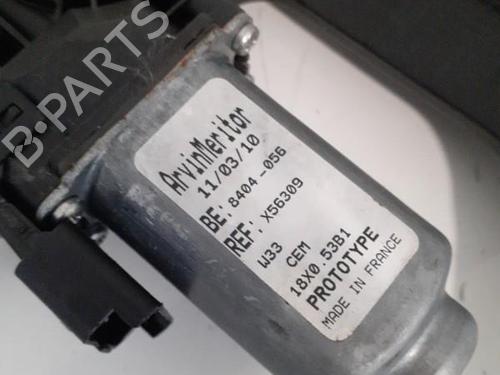 B-PARTS
ArvinMeritor
11/03/10
BE: 8404-056
REF: X56309
W33 CEM
18X0.53B1
PROTOTYPE
MADE IN FRANCE